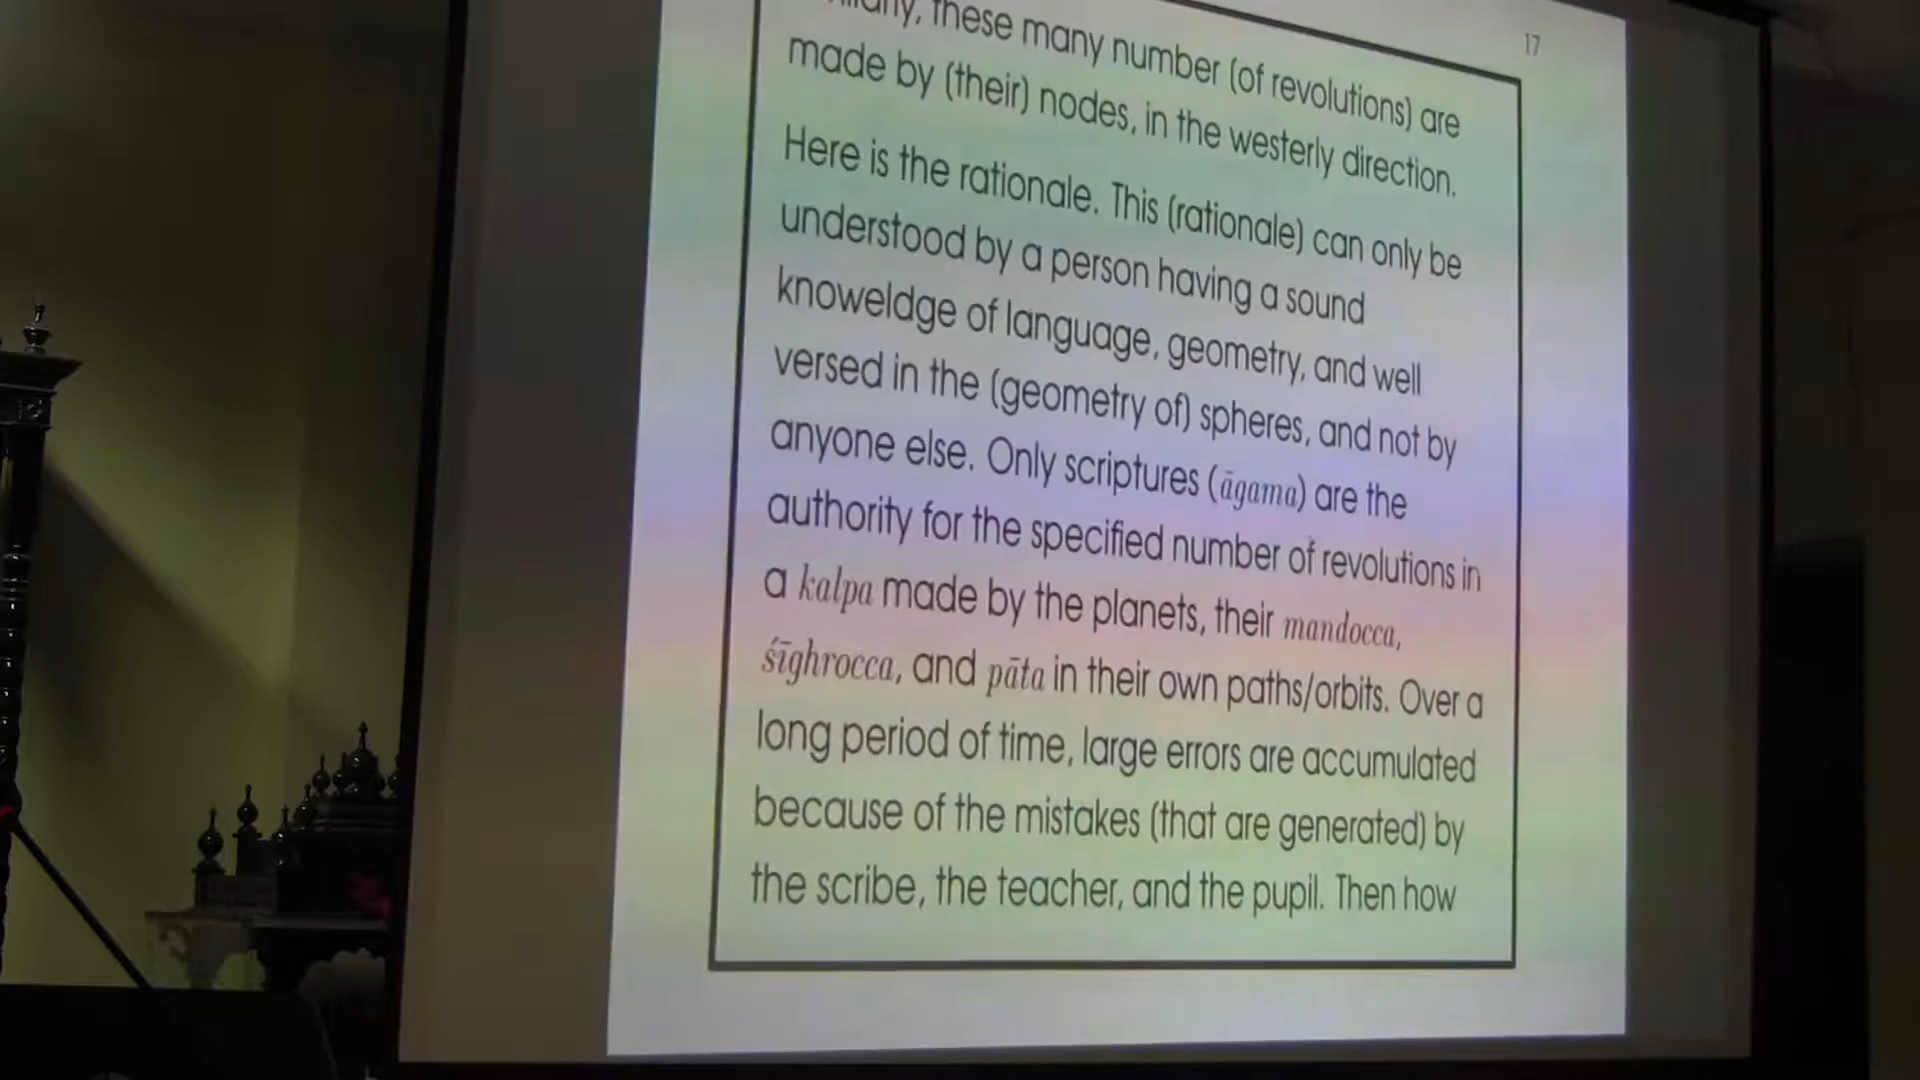 17
these many number (of revolutions) are
made by (their) nodes, in the westerly direction.
Here is the rationale. This (rationale) can only be
understood by a person having a sound
knoweldge of language, geometry, and well
versed in the (geometry of) spheres, and not by
anyone else. Only scriptures (āgama) are the
authority for the specified number of revolutions in
a kalpa made by the planets, their mandocca,
śīghrocca, and pāta in their own paths/orbits. Over a
long period of time, large errors are accumulated
because of the mistakes (that are generated) by
the scribe, the teacher, and the pupil. Then how